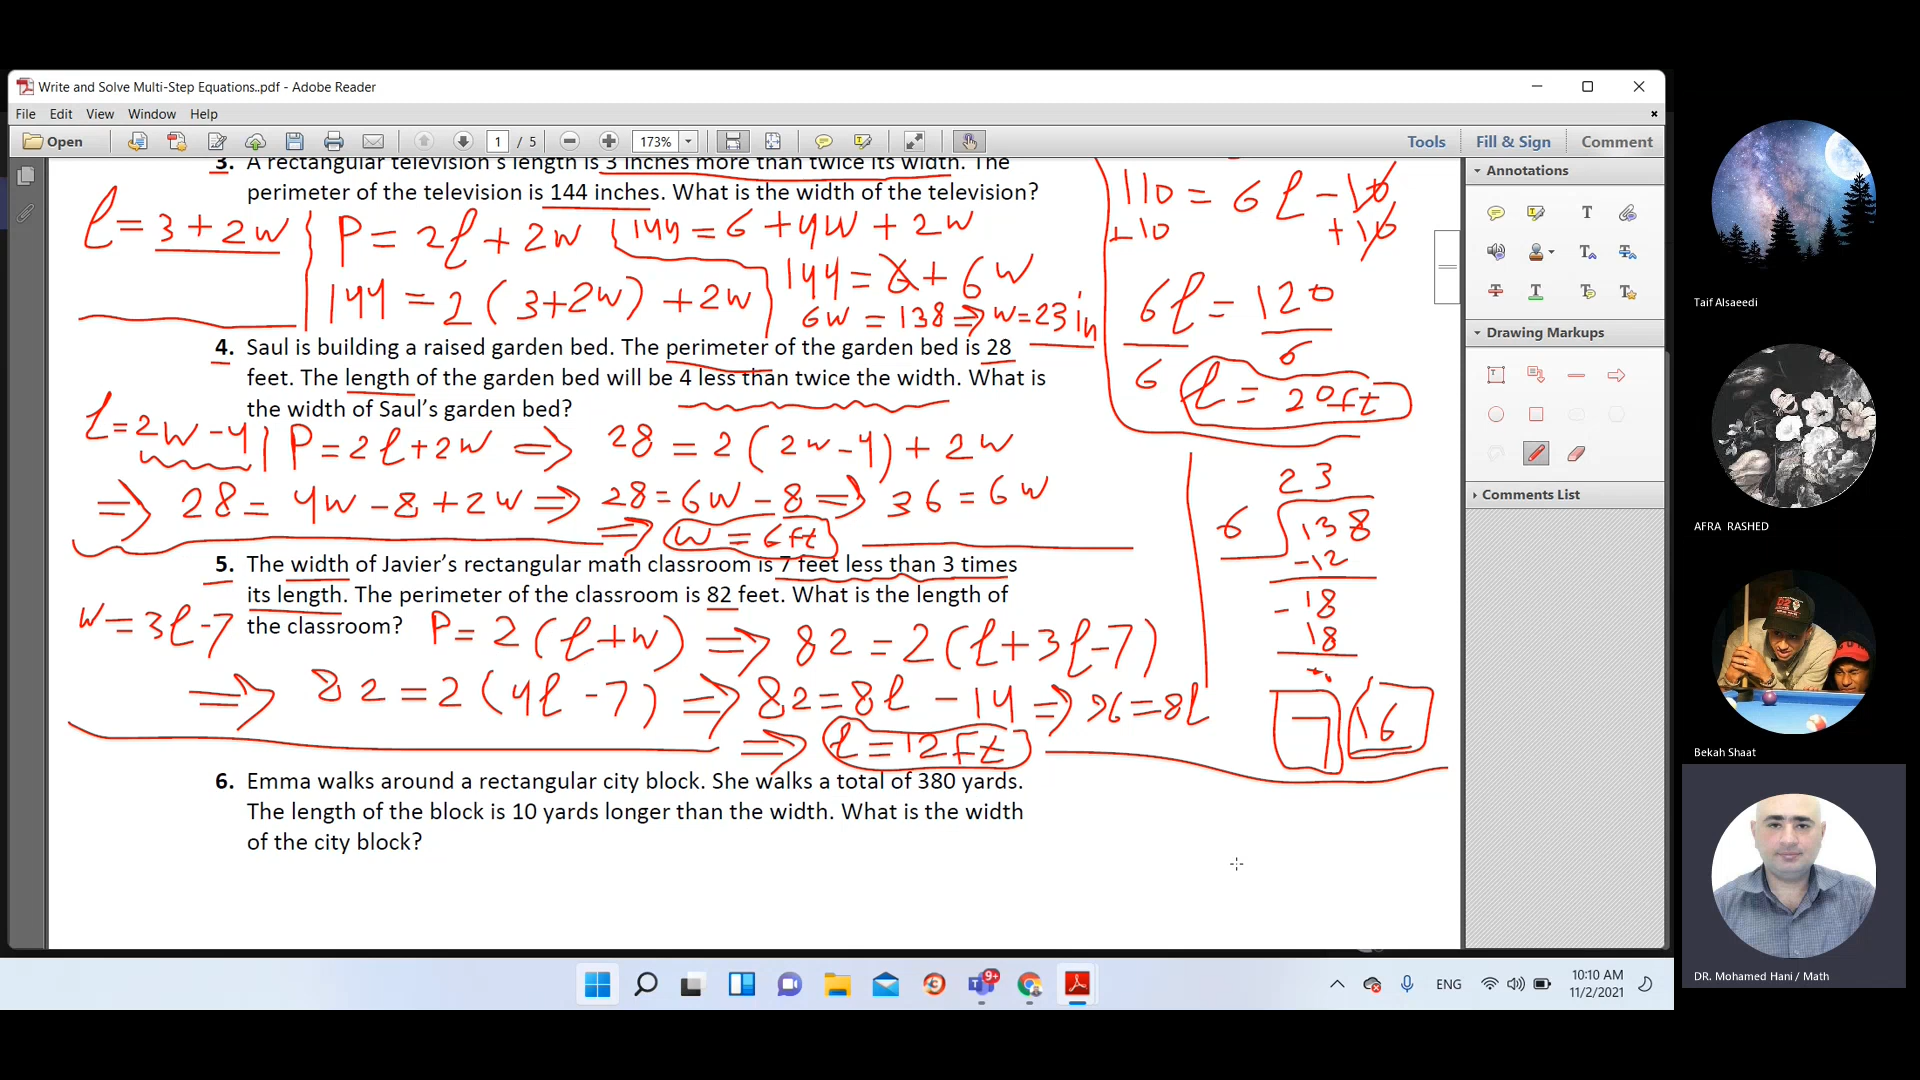 Write and Solve Multi-Step Equations..pdf - Adobe Reader
File Edit View Window Help
Open 1 / 5 173% Tools Fill & Sign Comment
3. A rectangular television's length is 3 inches more than twice its width. The
perimeter of the television is 144 inches. What is the width of the television?
l = 3 + 2w
P = 2l + 2w
144 = 2 ( 3+2w ) + 2w
144 = 6 + 4w + 2w
144 = 6 + 6w
6w = 138 ⇒ w = 23 in
110 = 6l - 10
+10 +10
6l = 120
6 6
l = 20ft
4. Saul is building a raised garden bed. The perimeter of the garden bed is 28
feet. The length of the garden bed will be 4 less than twice the width. What is
the width of Saul's garden bed?
l = 2w - 4 | P = 2l + 2w ⇒ 28 = 2 ( 2w - 4 ) + 2w
⇒ 28 = 4w - 8 + 2w ⇒ 28 = 6w - 8 ⇒ 36 = 6w
⇒ w = 6ft
23
6 138
-12
- 18
18
7 16
5. The width of Javier's rectangular math classroom is 7 feet less than 3 times
its length. The perimeter of the classroom is 82 feet. What is the length of
the classroom?
w = 3l - 7 P = 2 ( l + w ) ⇒ 82 = 2 ( l + 3l - 7 )
⇒ 82 = 2 ( 4l - 7 ) ⇒ 82 = 8l - 14 ⇒ 96 = 8l
⇒ l = 12ft
6. Emma walks around a rectangular city block. She walks a total of 380 yards.
The length of the block is 10 yards longer than the width. What is the width
of the city block?
Annotations
Drawing Markups
Comments List
Taif Alsaeedi
AFRA RASHED
Bekah Shaat
DR. Mohamed Hani / Math
9+
ENG
10:10 AM
11/2/2021